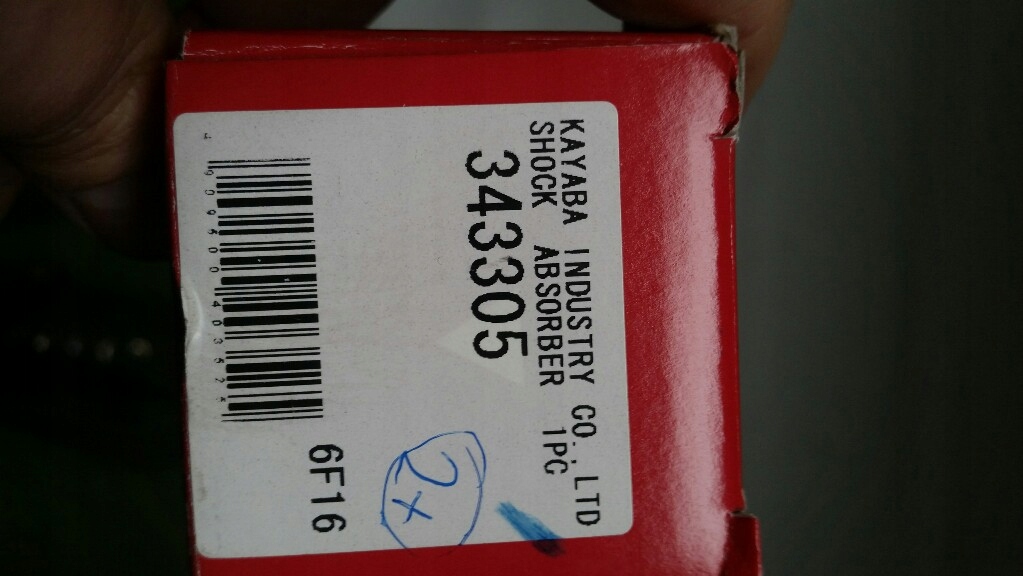 KAYABA INDUSTRY CO.,LTD
SHOCK ABSORBER 1PC
343305
2x
6F16